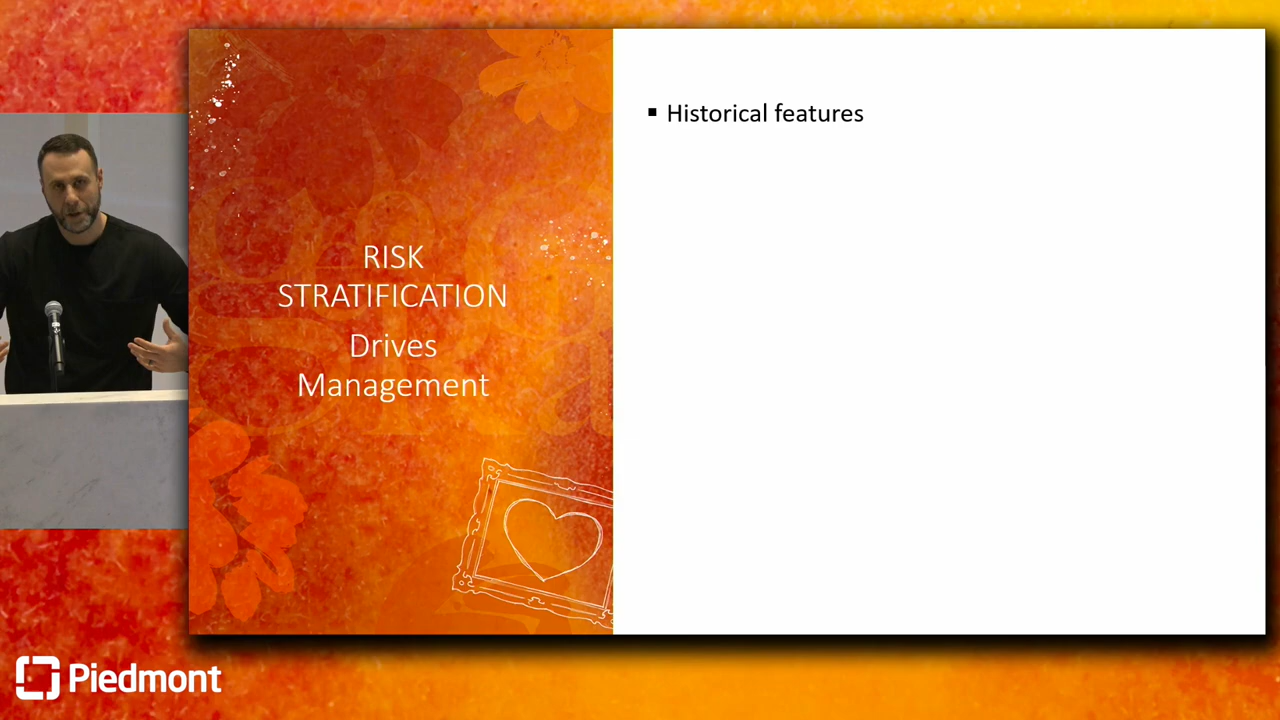 RISK
STRATIFICATION
Drives
Management
▪ Historical features
Piedmont